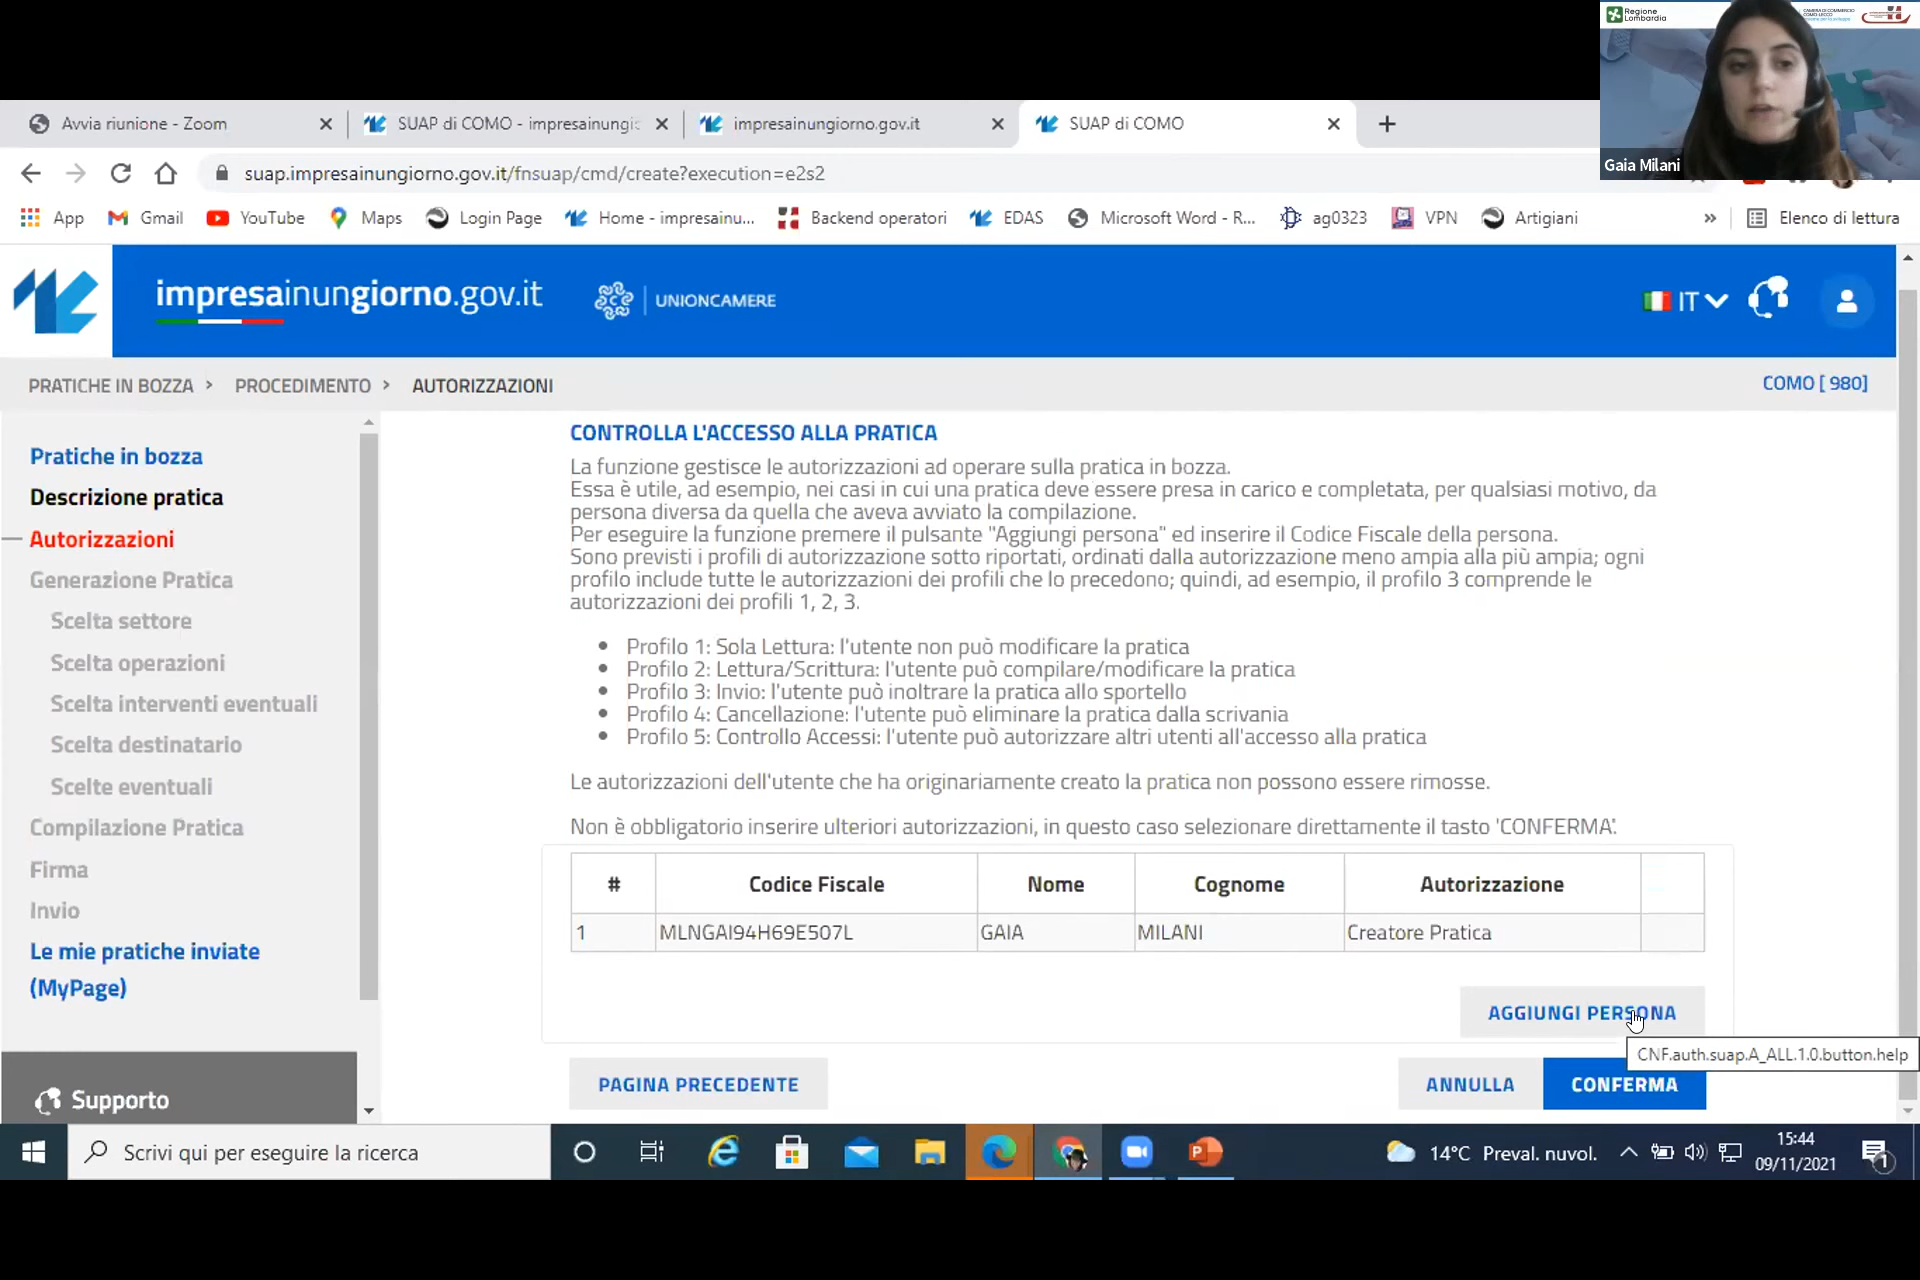 Regione
Lombardia
CAMERA DI COMMERCIO
COMO-LECCO
Gaia Milani
Avvia riunione - Zoom
SUAP di COMO - impresainungi
impresainungiorno.gov.it
SUAP di COMO
suap.impresainungiorno.gov.it/fnsuap/cmd/create?execution=e2s2
App
Gmail
YouTube
Maps
Login Page
Home - impresainu...
Backend operatori
EDAS
Microsoft Word - R...
ag0323
VPN
Artigiani
»
Elenco di lettura
impresainungiorno.gov.it
UNIONCAMERE
IT
PRATICHE IN BOZZA > PROCEDIMENTO > AUTORIZZAZIONI
COMO [ 980]
Pratiche in bozza
Descrizione pratica
Autorizzazioni
Generazione Pratica
Scelta settore
Scelta operazioni
Scelta interventi eventuali
Scelta destinatario
Scelte eventuali
Compilazione Pratica
Firma
Invio
Le mie pratiche inviate
(MyPage)
Supporto
CONTROLLA L'ACCESSO ALLA PRATICA
La funzione gestisce le autorizzazioni ad operare sulla pratica in bozza.
Essa è utile, ad esempio, nei casi in cui una pratica deve essere presa in carico e completata, per qualsiasi motivo, da
persona diversa da quella che aveva avviato la compilazione.
Per eseguire la funzione premere il pulsante "Aggiungi persona" ed inserire il Codice Fiscale della persona.
Sono previsti i profili di autorizzazione sotto riportati, ordinati dalla autorizzazione meno ampia alla più ampia; ogni
profilo include tutte le autorizzazioni dei profili che lo precedono; quindi, ad esempio, il profilo 3 comprende le
autorizzazioni dei profili 1, 2, 3.
• Profilo 1: Sola Lettura: l'utente non può modificare la pratica
• Profilo 2: Lettura/Scrittura: l'utente può compilare/modificare la pratica
• Profilo 3: Invio: l'utente può inoltrare la pratica allo sportello
• Profilo 4: Cancellazione: l'utente può eliminare la pratica dalla scrivania
• Profilo 5: Controllo Accessi: l'utente può autorizzare altri utenti all'accesso alla pratica
Le autorizzazioni dell'utente che ha originariamente creato la pratica non possono essere rimosse.
Non è obbligatorio inserire ulteriori autorizzazioni, in questo caso selezionare direttamente il tasto 'CONFERMA'.
# Codice Fiscale Nome Cognome Autorizzazione
1 MLNGAI94H69E507L GAIA MILANI Creatore Pratica
AGGIUNGI PERSONA
CNF.auth.suap.A_ALL.1.0.button.help
PAGINA PRECEDENTE
ANNULLA
CONFERMA
Scrivi qui per eseguire la ricerca
14°C Preval. nuvol.
15:44
09/11/2021
1